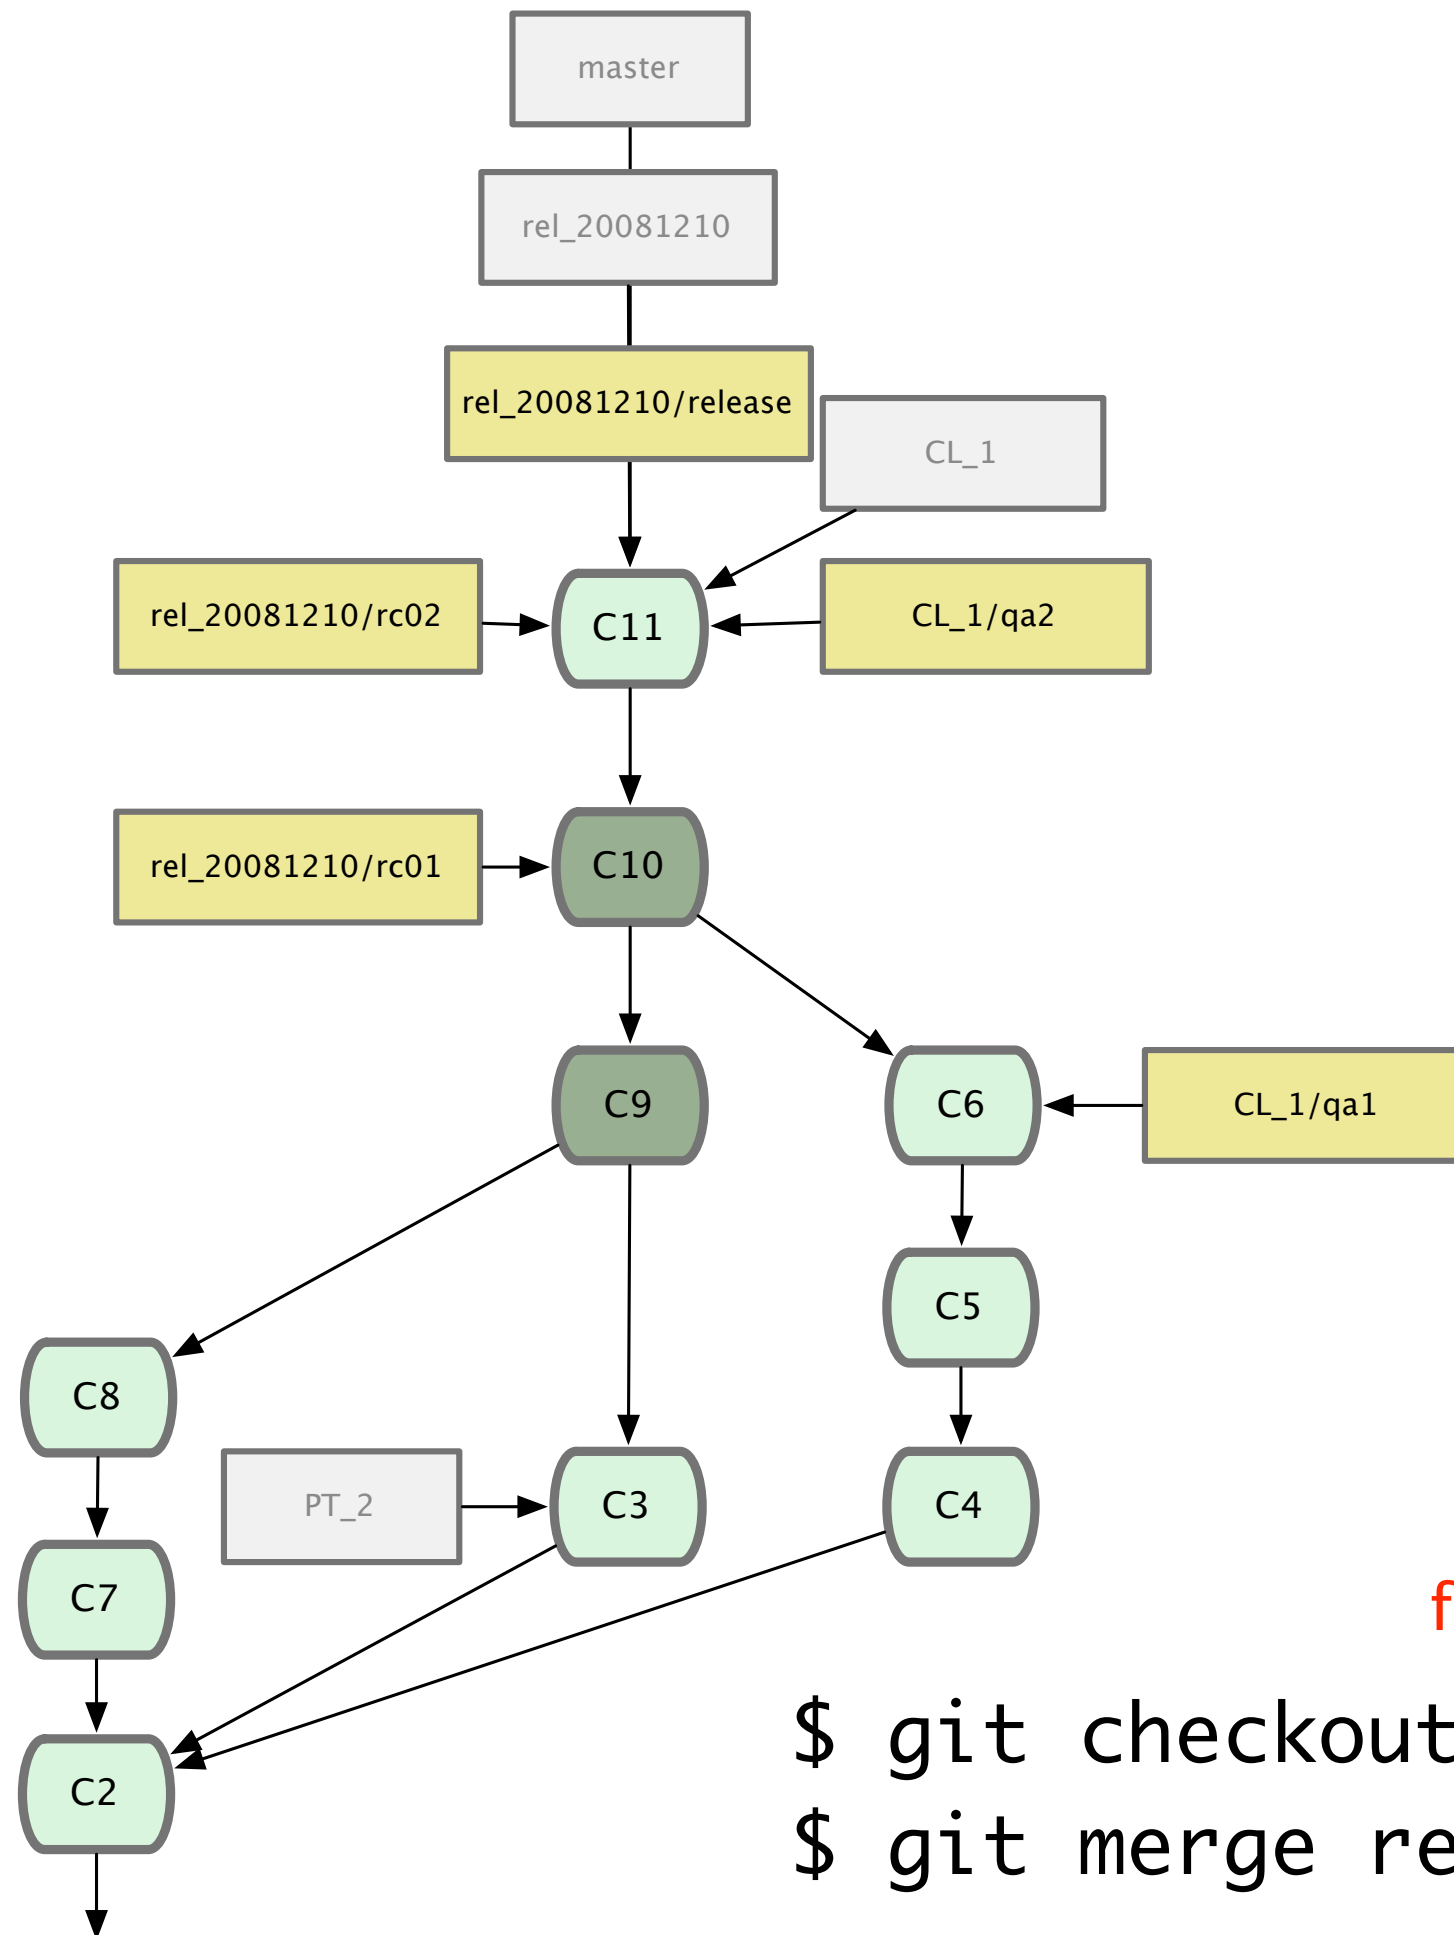 master
rel_20081210
rel_20081210/release
CL_1
rel_20081210/rc02
C11
CL_1/qa2
rel_20081210/rc01
C10
C9
C6
CL_1/qa1
C5
C8
PT_2
C3
C4
C7
f
$ git checkout
C2
$ git merge re